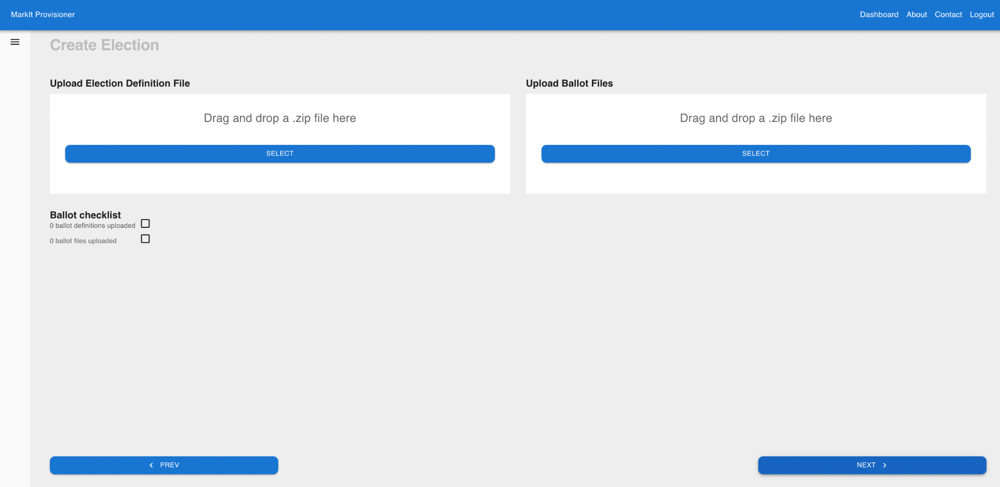 MarkIt Provisioner
Dashboard About Contact Logout
Create Election
Upload Election Definition File
Drag and drop a .zip file here
SELECT
Upload Ballot Files
Drag and drop a .zip file here
SELECT
Ballot checklist
0 ballot definitions uploaded
0 ballot files uploaded
PREV
NEXT